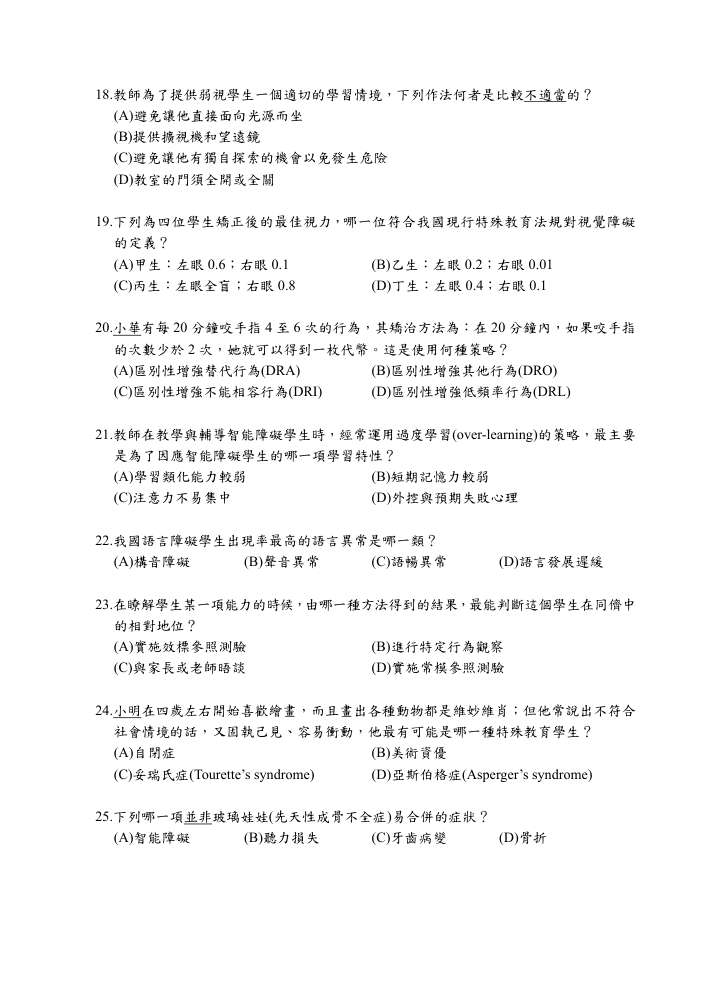 18.教師為了提供弱視學生一個適切的學習情境，下列作法何者是比較不適當的？
(A)避免讓他直接面向光源而坐
(B)提供擴視機和望遠鏡
(C)避免讓他有獨自探索的機會以免發生危險
(D)教室的門須全開或全關
19.下列為四位學生矯正後的最佳視力，哪一位符合我國現行特殊教育法規對視覺障礙
的定義？
(A)甲生：左眼 0.6；右眼 0.1 (B)乙生：左眼 0.2；右眼 0.01
(C)丙生：左眼全盲；右眼 0.8 (D)丁生：左眼 0.4；右眼 0.1
20.小華有每 20 分鐘咬手指 4 至 6 次的行為，其矯治方法為：在 20 分鐘內，如果咬手指
的次數少於 2 次，她就可以得到一枚代幣。這是使用何種策略？
(A)區別性增強替代行為(DRA) (B)區別性增強其他行為(DRO)
(C)區別性增強不能相容行為(DRI) (D)區別性增強低頻率行為(DRL)
21.教師在教學與輔導智能障礙學生時，經常運用過度學習(over-learning)的策略，最主要
是為了因應智能障礙學生的哪一項學習特性？
(A)學習類化能力較弱 (B)短期記憶力較弱
(C)注意力不易集中 (D)外控與預期失敗心理
22.我國語言障礙學生出現率最高的語言異常是哪一類？
(A)構音障礙 (B)聲音異常 (C)語暢異常 (D)語言發展遲緩
23.在瞭解學生某一項能力的時候，由哪一種方法得到的結果，最能判斷這個學生在同儕中
的相對地位？
(A)實施效標參照測驗 (B)進行特定行為觀察
(C)與家長或老師晤談 (D)實施常模參照測驗
24.小明在四歲左右開始喜歡繪畫，而且畫出各種動物都是維妙維肖；但他常說出不符合
社會情境的話，又固執己見、容易衝動，他最有可能是哪一種特殊教育學生？
(A)自閉症 (B)美術資優
(C)妥瑞氏症(Tourette’s syndrome) (D)亞斯伯格症(Asperger’s syndrome)
25.下列哪一項並非玻璃娃娃(先天性成骨不全症)易合併的症狀？
(A)智能障礙 (B)聽力損失 (C)牙齒病變 (D)骨折